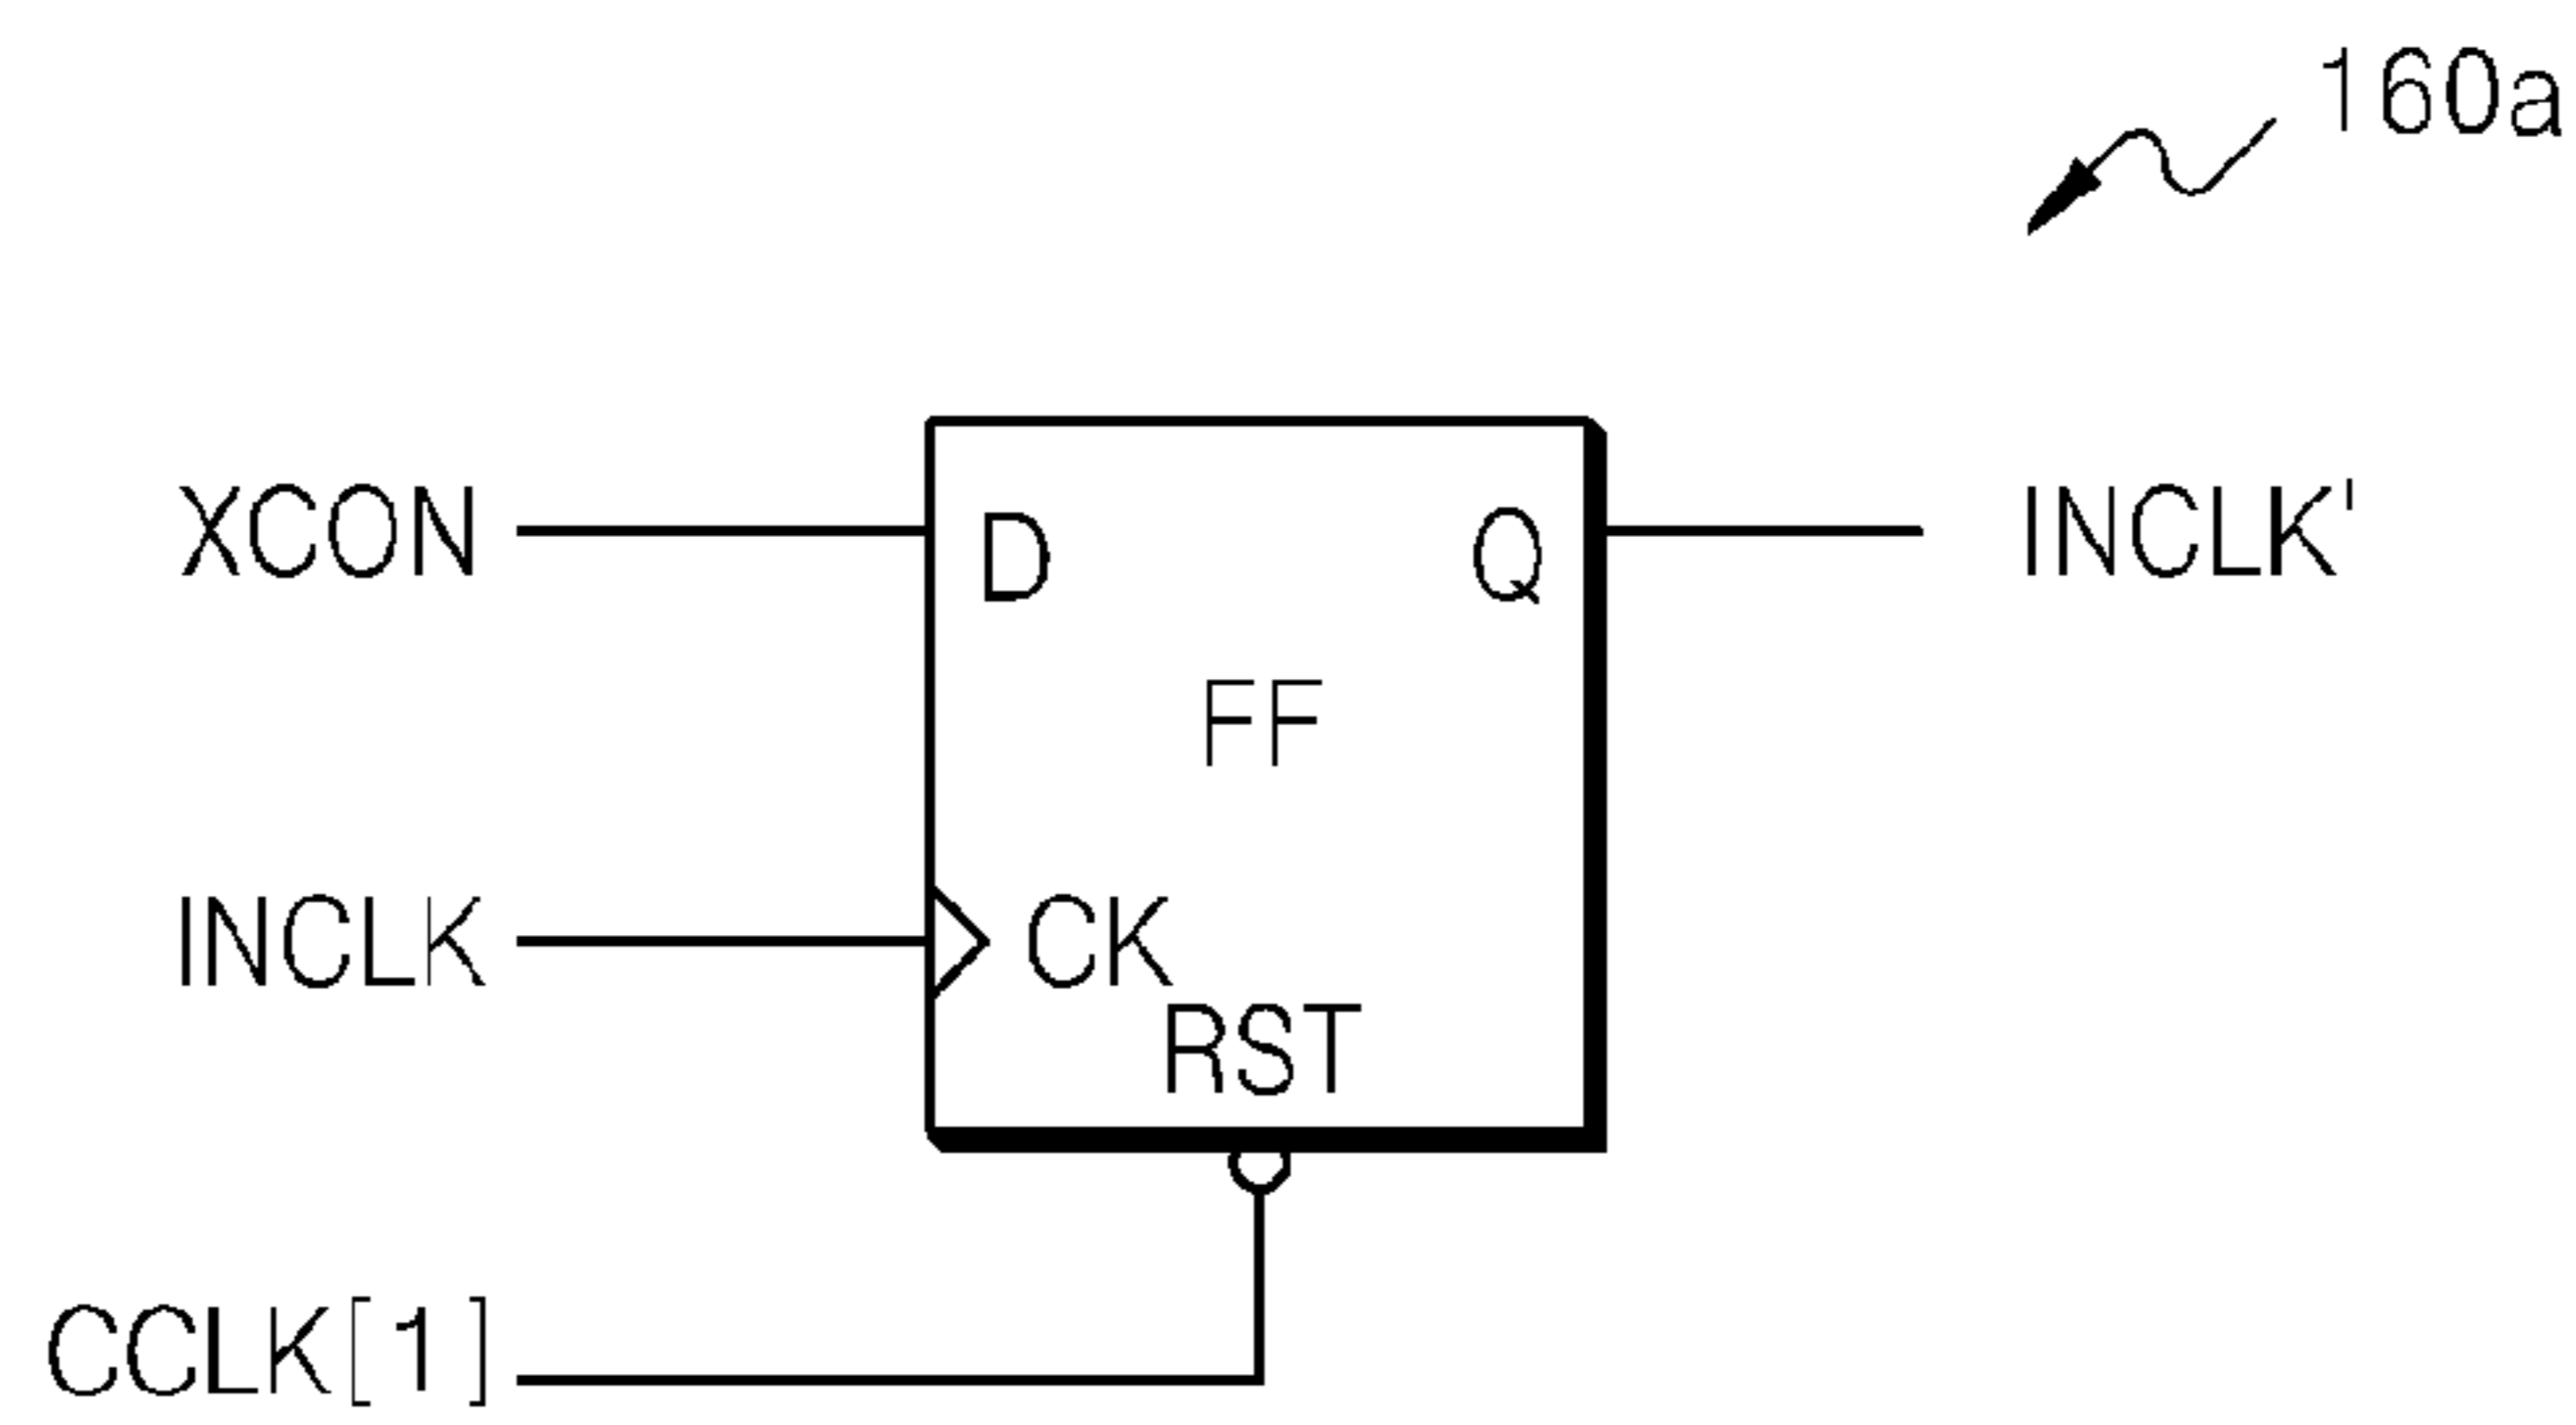 160a
XCON
D
Q
INCLK'
FF
INCLK
CK
RST
CCLK[1]